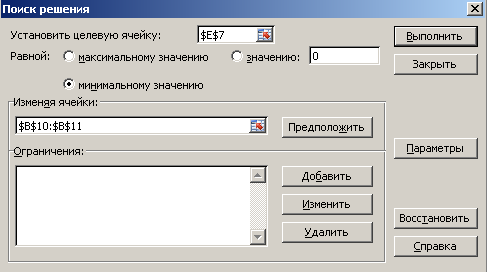 Поиск решения
Установить целевую ячейку: $E$7 Выполнить
Равной: максимальному значению значению: 0 Закрыть
минимальному значению
Изменяя ячейки:
$B$10:$B$11 Предположить
Ограничения: Параметры
Добавить
Изменить
Удалить Восстановить
Справка